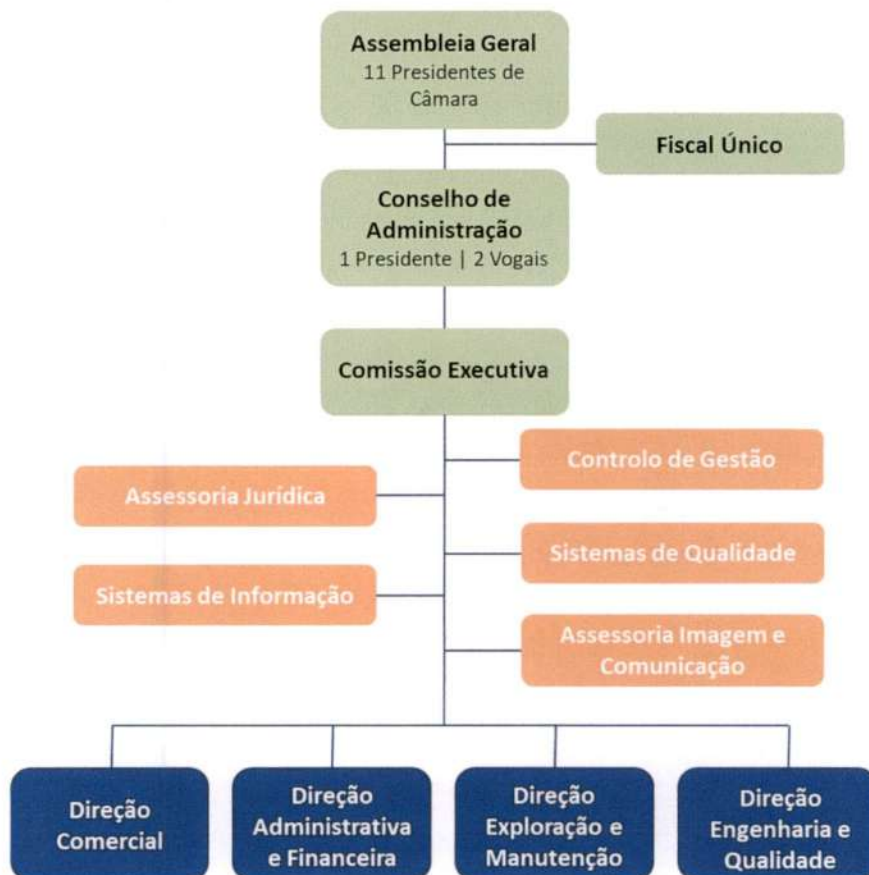 Assembleia Geral
11 Presidentes de
Câmara
Fiscal Único
Conselho de
Administração
1 Presidente | 2 Vogais
Comissão Executiva
Controlo de Gestão
Assessoria Jurídica
Sistemas de Qualidade
Sistemas de Informação
Assessoria Imagem e
Comunicação
Direção
Comercial
Direção
Administrativa
e Financeira
Direção
Exploração e
Manutenção
Direção
Engenharia e
Qualidade